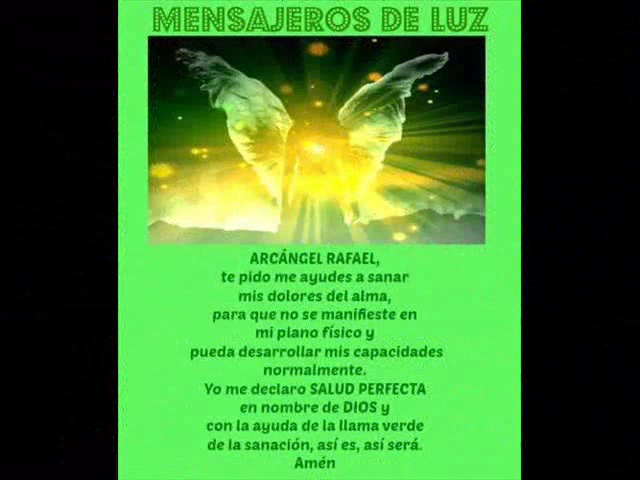 MENSAJEROS DE LUZ
ARCÁNGEL RAFAEL,
te pido me ayudes a sanar
mis dolores del alma,
para que no se manifieste en
mi plano físico y
pueda desarrollar mis capacidades
normalmente.
Yo me declaro SALUD PERFECTA
en nombre de DIOS y
con la ayuda de la llama verde
de la sanación, así es, así será.
Amén